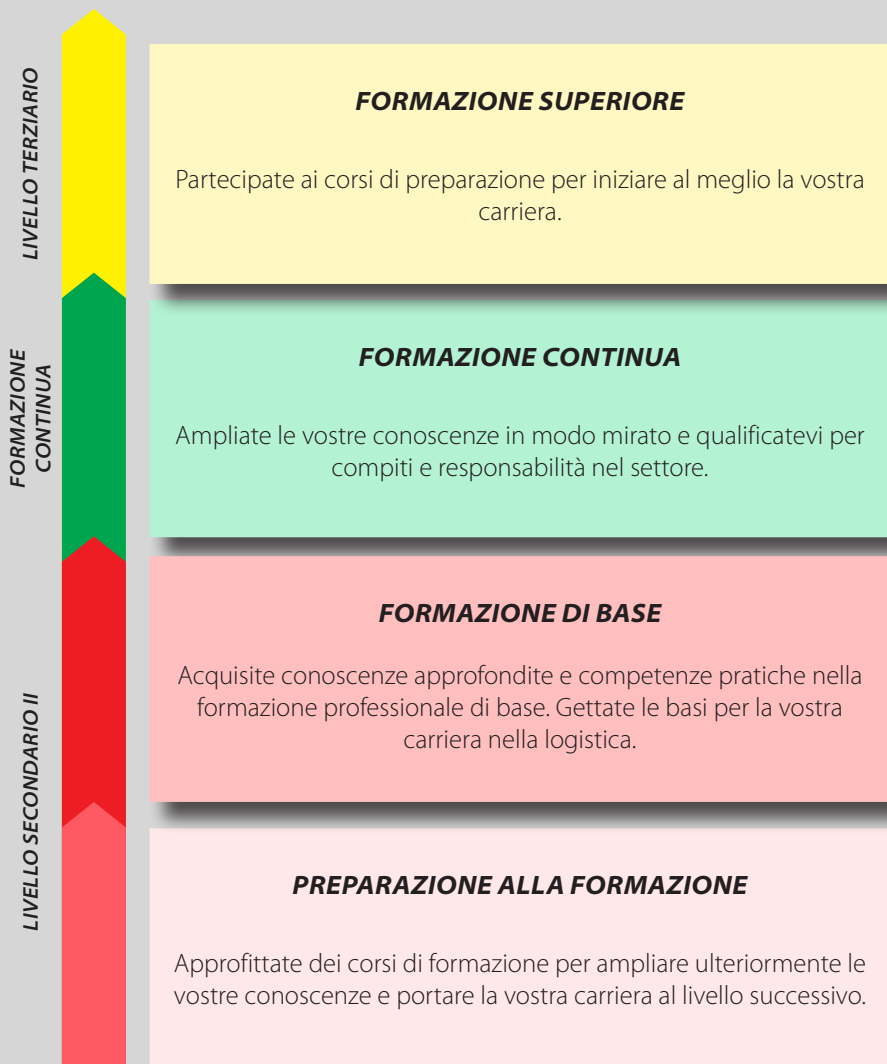 LIVELLO TERZIARIO
FORMAZIONE SUPERIORE
Partecipate ai corsi di preparazione per iniziare al meglio la vostra
carriera.
FORMAZIONE
CONTINUA
FORMAZIONE CONTINUA
Ampliate le vostre conoscenze in modo mirato e qualificatevi per
compiti e responsabilità nel settore.
LIVELLO SECONDARIO II
FORMAZIONE DI BASE
Acquisite conoscenze approfondite e competenze pratiche nella
formazione professionale di base. Gettate le basi per la vostra
carriera nella logistica.
PREPARAZIONE ALLA FORMAZIONE
Approfittate dei corsi di formazione per ampliare ulteriormente le
vostre conoscenze e portare la vostra carriera al livello successivo.